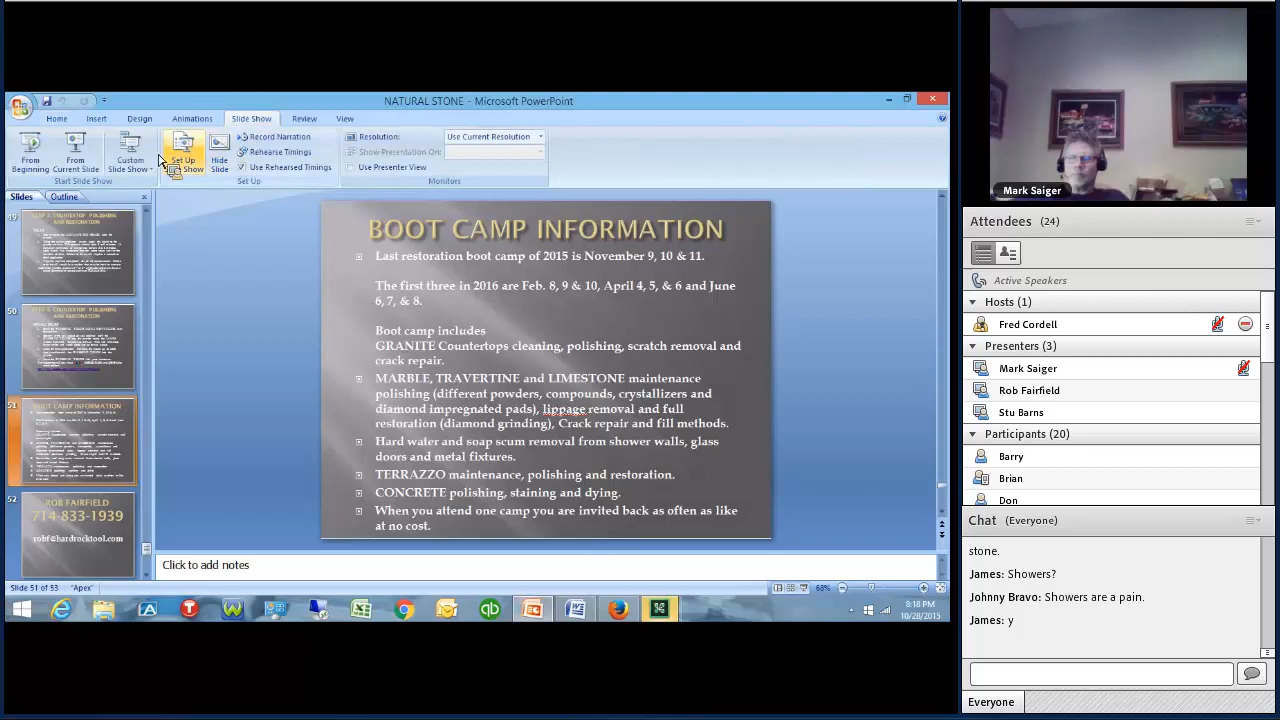 NATURAL STONE - Microsoft PowerPoint
Home Insert Design Animations Slide Show Review View
From Beginning
From Current Slide
Custom Slide Show
Set Up Show
Hide Slide
Record Narration
Rehearse Timings
Use Rehearsed Timings
Resolution: Use Current Resolution
Show Presentation On:
Use Presenter View
Start Slide Show
Set Up
Monitors
Slides Outline
49
50
51
BOOT CAMP INFORMATION
52
ROB FAIRFIELD
714-833-1939
robf@hardrocktool.com
BOOT CAMP INFORMATION
Last restoration boot camp of 2015 is November 9, 10 & 11.
The first three in 2016 are Feb. 8, 9 & 10, April 4, 5, & 6 and June
6, 7, & 8.
Boot camp includes
GRANITE Countertops cleaning, polishing, scratch removal and
crack repair.
MARBLE, TRAVERTINE and LIMESTONE maintenance
polishing (different powders, compounds, crystallizers and
diamond impregnated pads), lippage removal and full
restoration (diamond grinding), Crack repair and fill methods.
Hard water and soap scum removal from shower walls, glass
doors and metal fixtures.
TERRAZZO maintenance, polishing and restoration.
CONCRETE polishing, staining and dying.
When you attend one camp you are invited back as often as like
at no cost.
Click to add notes
Slide 51 of 53 "Apex" 68%
8:18 PM
10/28/2015
Mark Saiger
Attendees (24)
Active Speakers
Hosts (1)
Fred Cordell
Presenters (3)
Mark Saiger
Rob Fairfield
Stu Barns
Participants (20)
Barry
Brian
Don
Chat (Everyone)
stone.
James: Showers?
Johnny Bravo: Showers are a pain.
James: y
Everyone